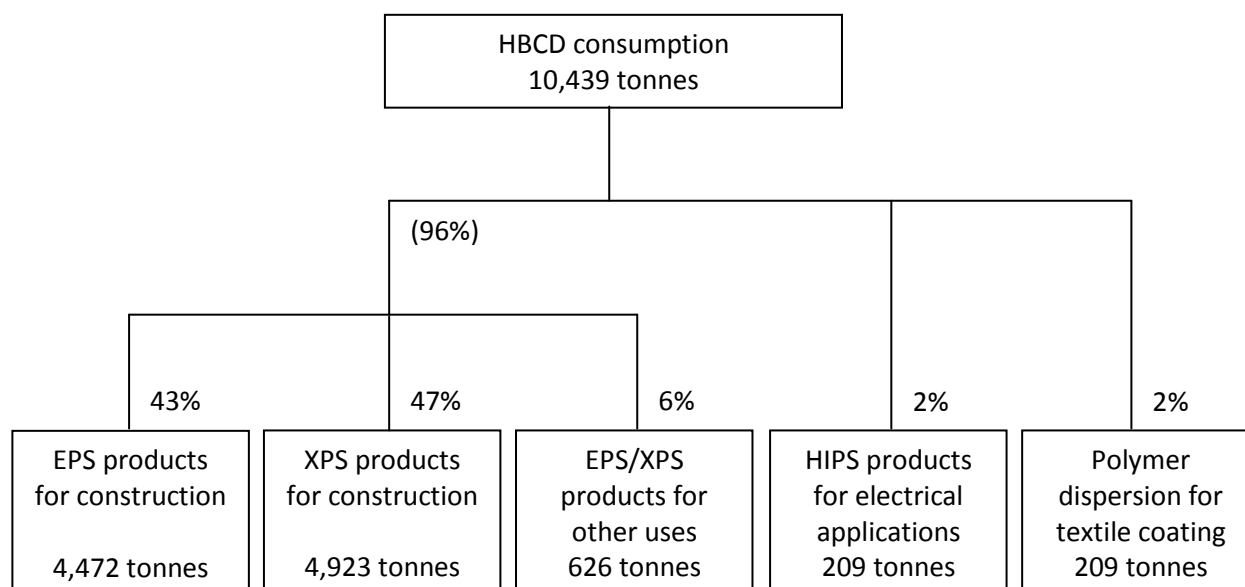 HBCD consumption
10,439 tonnes
(96%)
43%
47%
6%
2%
2%
EPS products
for construction
4,472 tonnes
XPS products
for construction
4,923 tonnes
EPS/XPS
products for
other uses
626 tonnes
HIPS products
for electrical
applications
209 tonnes
Polymer
dispersion for
textile coating
209 tonnes